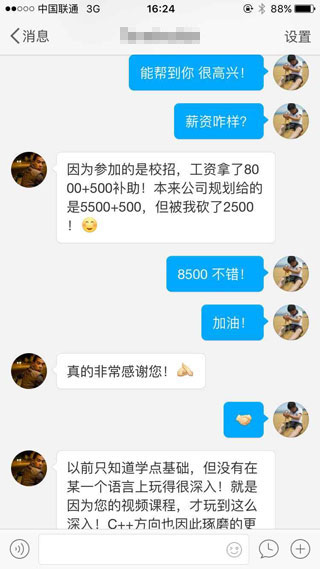 中国联通 3G 16:24 88%
消息 设置
能帮到你 很高兴！
薪资咋样？
因为参加的是校招，工资拿了80
00+500补助！本来公司规划给的
是5500+500，但被我砍了2500
！
8500 不错！
加油！
真的非常感谢您！
以前只知道学点基础，但没有在
某一个语言上玩得很深入！就是
因为您的视频课程，才玩到这么
深入！C++方向也因此琢磨的更